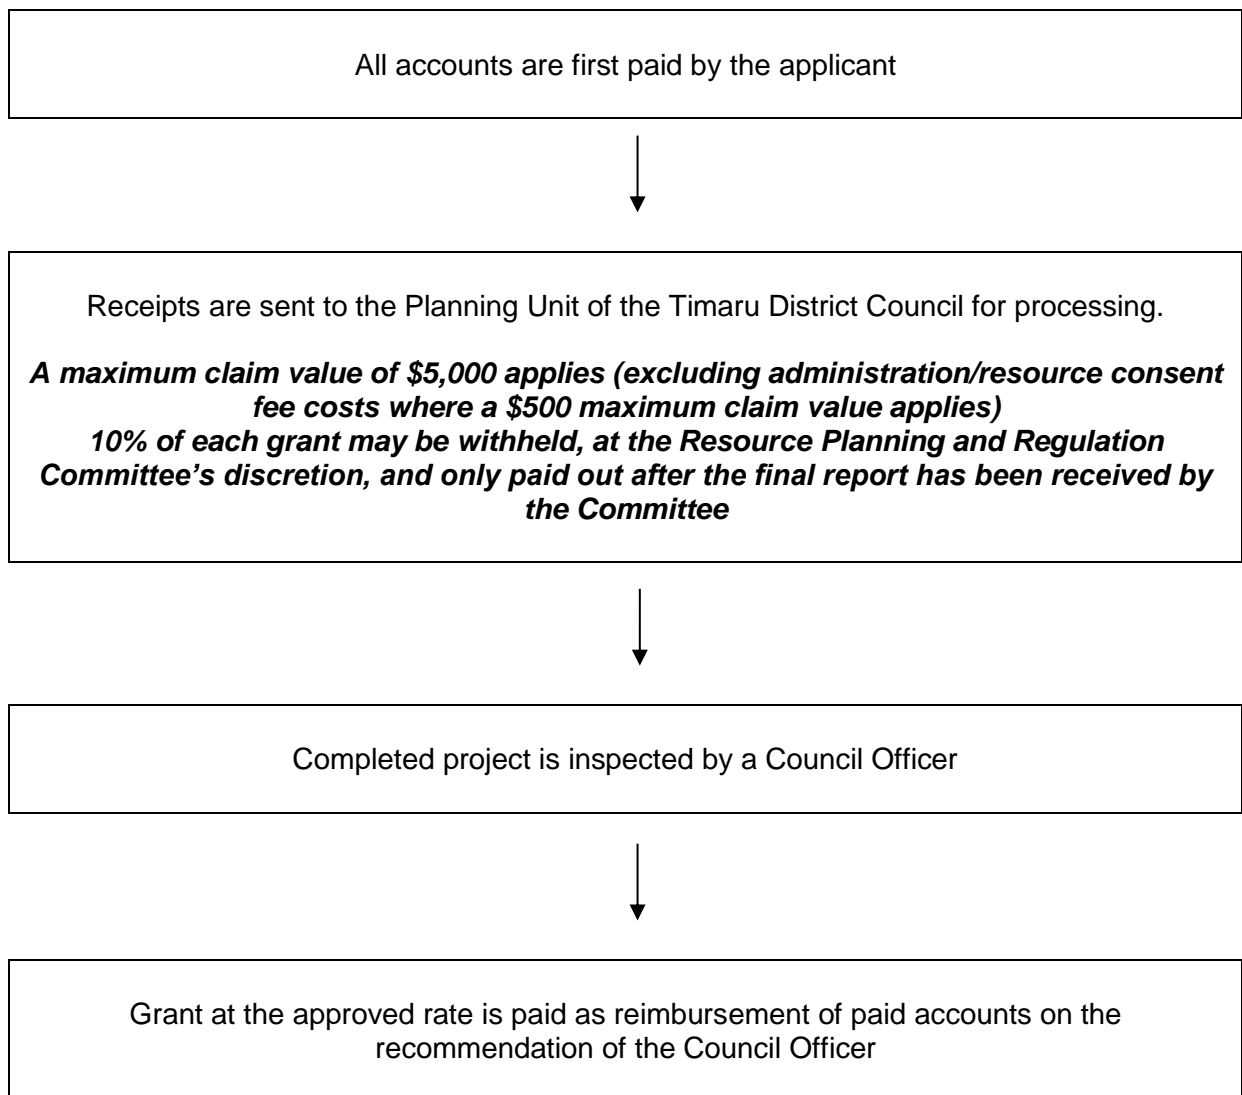 All accounts are first paid by the applicant
Receipts are sent to the Planning Unit of the Timaru District Council for processing.
A maximum claim value of $5,000 applies (excluding administration/resource consent
fee costs where a $500 maximum claim value applies)
10% of each grant may be withheld, at the Resource Planning and Regulation
Committee’s discretion, and only paid out after the final report has been received by
the Committee
Completed project is inspected by a Council Officer
Grant at the approved rate is paid as reimbursement of paid accounts on the
recommendation of the Council Officer